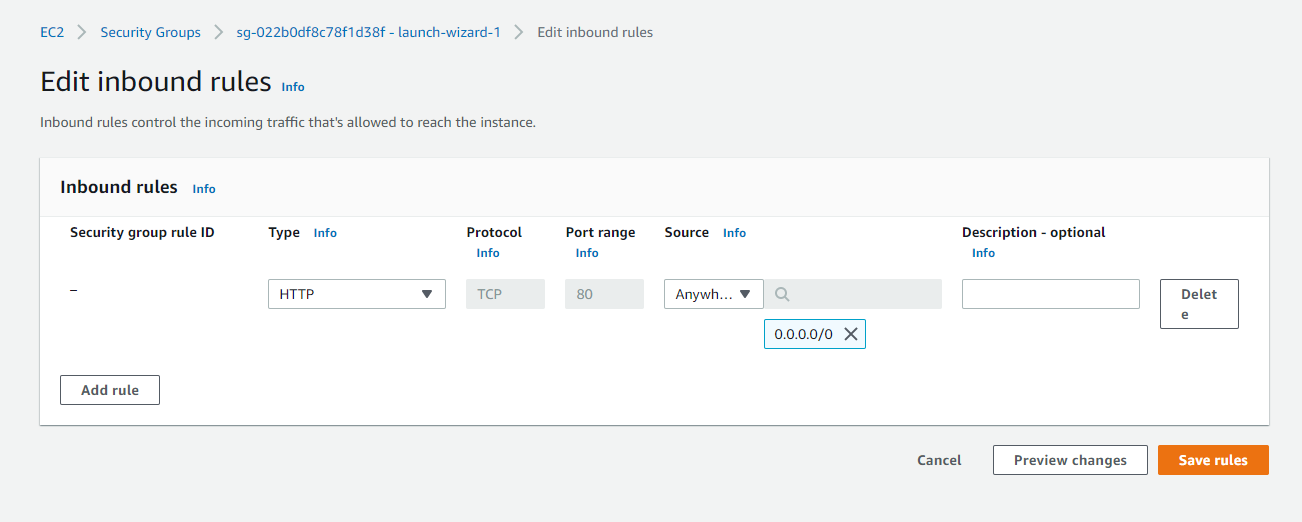 EC2 > Security Groups > sg-022b0df8c78f1d38f - launch-wizard-1 > Edit inbound rules
Edit inbound rules Info
Inbound rules control the incoming traffic that's allowed to reach the instance.
Inbound rules Info
Security group rule ID Type Info Protocol Info Port range Info Source Info Description - optional Info
– HTTP TCP 80 Anywh... Delet
e
0.0.0.0/0
Add rule
Cancel Preview changes Save rules